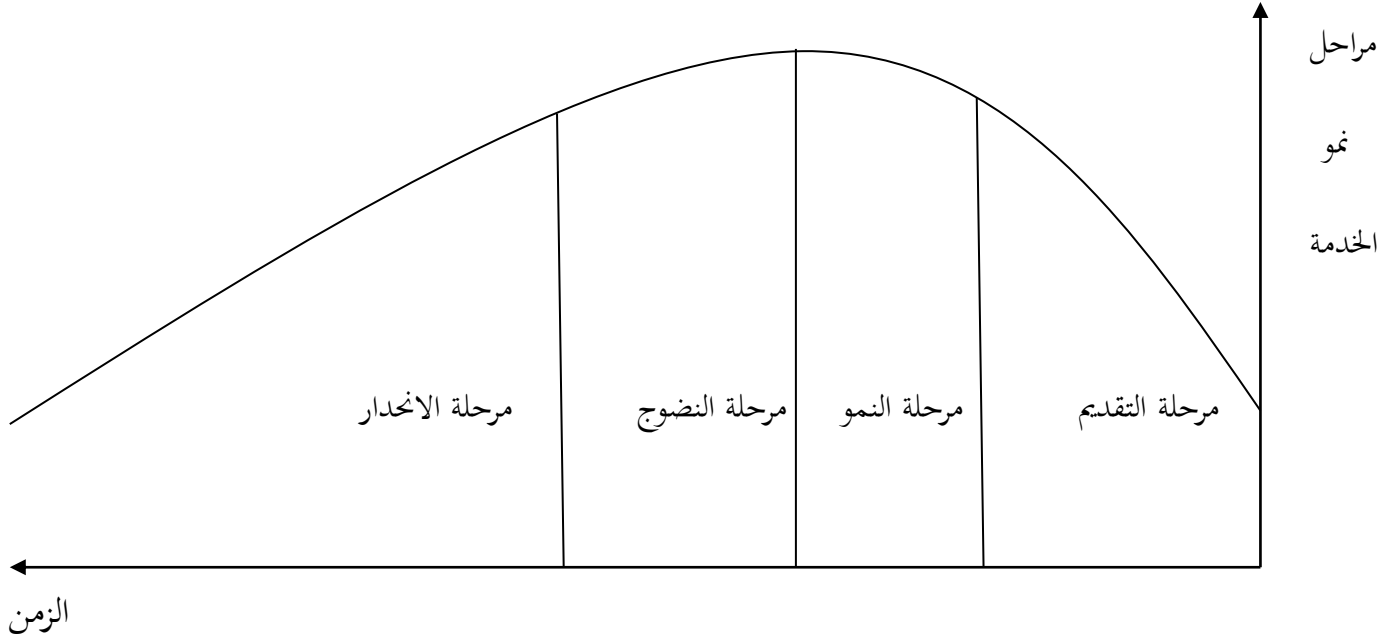 مراحل
نمو
الخدمة
مرحلة التقديم
مرحلة النمو
مرحلة النضوج
مرحلة الانحدار
الزمن